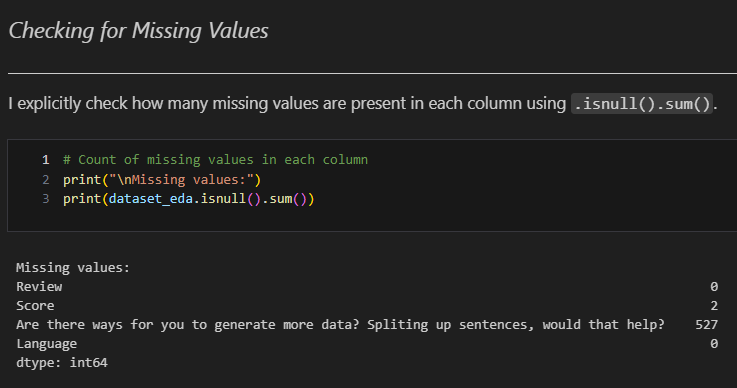 Checking for Missing Values
I explicitly check how many missing values are present in each column using .isnull().sum().
1 # Count of missing values in each column
2 print("\nMissing values:")
3 print(dataset_eda.isnull().sum())
Missing values:
Review 0
Score 2
Are there ways for you to generate more data? Spliting up sentences, would that help? 527
Language 0
dtype: int64